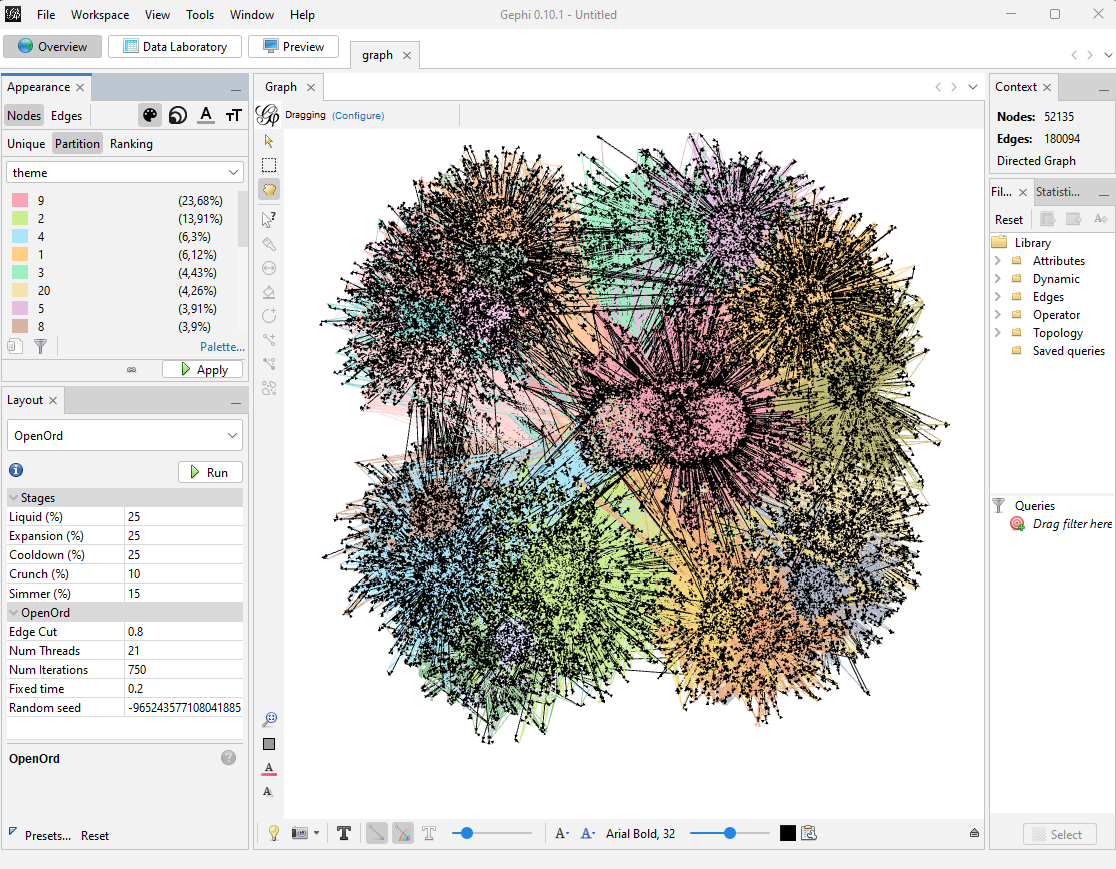 File Workspace View Tools Window Help
Gephi 0.10.1 - Untitled
Overview Data Laboratory Preview
graph
Appearance
Nodes Edges
Unique Partition Ranking
theme
9 (23,68%)
2 (13,91%)
4 (6,3%)
1 (6,12%)
3 (4,43%)
20 (4,26%)
5 (3,91%)
8 (3,9%)
Palette...
Apply
Layout
OpenOrd
Run
Stages
Liquid (%) 25
Expansion (%) 25
Cooldown (%) 25
Crunch (%) 10
Simmer (%) 15
OpenOrd
Edge Cut 0.8
Num Threads 21
Num Iterations 750
Fixed time 0.2
Random seed -965243577108041885
OpenOrd
Presets... Reset
Graph
Dragging (Configure)
Arial Bold, 32
Context
Nodes: 52135
Edges: 180094
Directed Graph
Fil... Statisti...
Reset
Library
Attributes
Dynamic
Edges
Operator
Topology
Saved queries
Queries
Drag filter here
Select